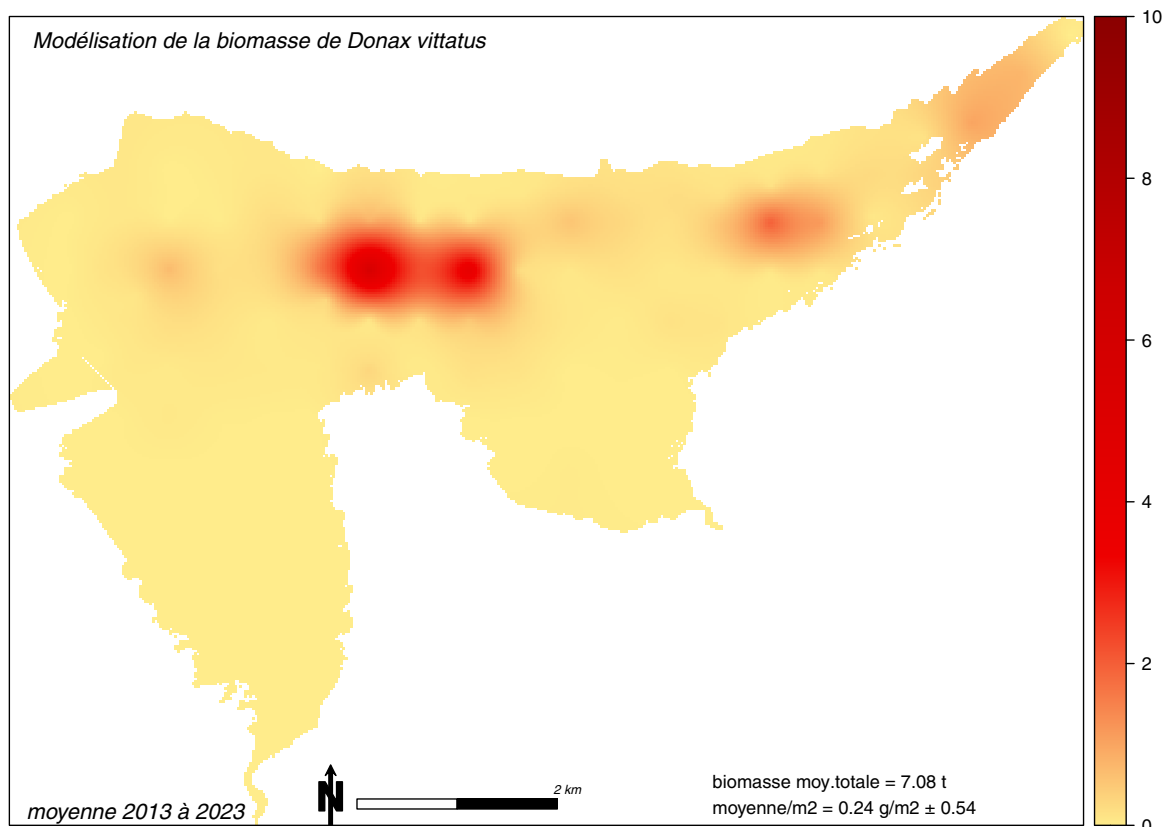 Modélisation de la biomasse de Donax vittatus
10
8
6
4
2
0
N
2 km
biomasse moy.totale = 7.08 t
moyenne/m2 = 0.24 g/m2 ± 0.54
moyenne 2013 à 2023